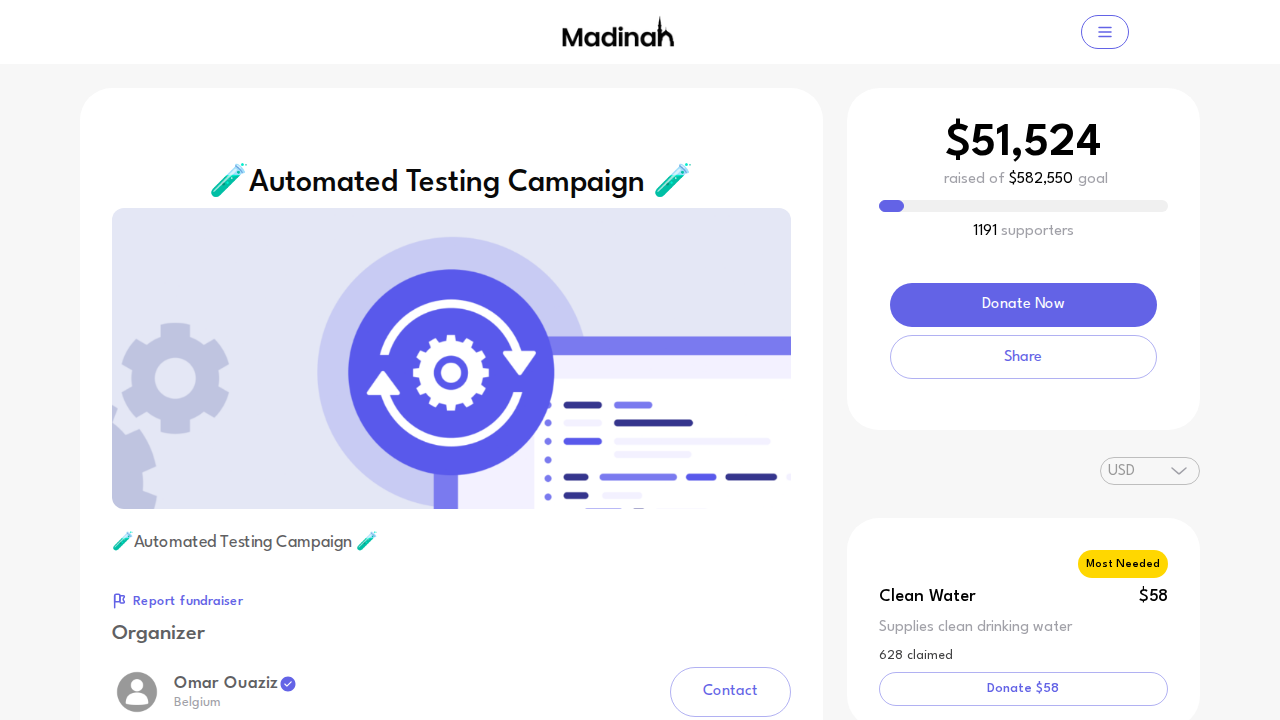 Madinah
🧪Automated Testing Campaign 🧪
🧪Automated Testing Campaign 🧪
Report fundraiser
Organizer
Omar Ouaziz
Belgium
Contact
$51,524
raised of $582,550 goal
1191 supporters
Donate Now
Share
USD
Most Needed
Clean Water $58
Supplies clean drinking water
628 claimed
Donate $58